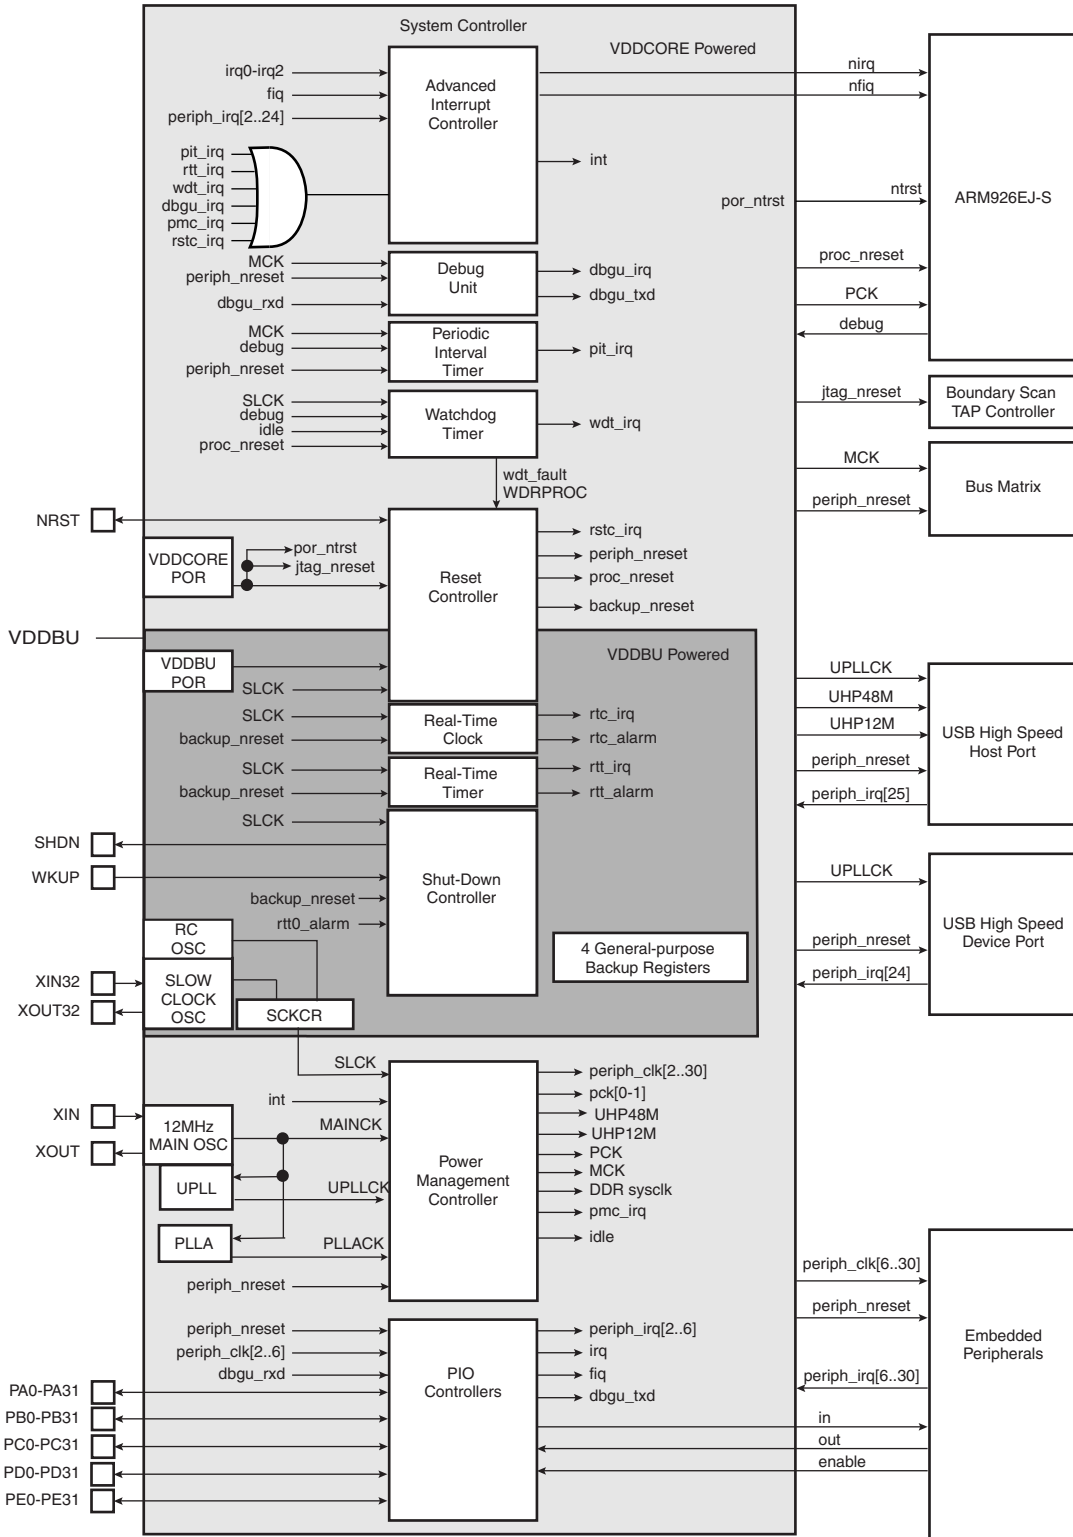 System Controller
VDDCORE Powered
irq0-irq2
fiq
periph_irq[2..24]
Advanced
Interrupt
Controller
nirq
nfiq
int
pit_irq
rtt_irq
wdt_irq
dbgu_irq
pmc_irq
rstc_irq
por_ntrst
ntrst
ARM926EJ-S
proc_nreset
PCK
debug
MCK
periph_nreset
dbgu_rxd
Debug
Unit
dbgu_irq
dbgu_txd
MCK
debug
periph_nreset
Periodic
Interval
Timer
pit_irq
SLCK
debug
idle
proc_nreset
Watchdog
Timer
wdt_irq
jtag_nreset
Boundary Scan
TAP Controller
MCK
periph_nreset
Bus Matrix
wdt_fault
WDRPROC
NRST
VDDCORE
POR
por_ntrst
jtag_nreset
Reset
Controller
rstc_irq
periph_nreset
proc_nreset
backup_nreset
VDDBU
VDDBU Powered
VDDBU
POR
SLCK
SLCK
backup_nreset
Real-Time
Clock
rtc_irq
rtc_alarm
SLCK
backup_nreset
Real-Time
Timer
rtt_irq
rtt_alarm
UPLLCK
UHP48M
UHP12M
periph_nreset
periph_irq[25]
USB High Speed
Host Port
SLCK
SHDN
WKUP
backup_nreset
rtt0_alarm
Shut-Down
Controller
UPLLCK
periph_nreset
periph_irq[24]
USB High Speed
Device Port
4 General-purpose
Backup Registers
RC
OSC
XIN32
XOUT32
SLOW
CLOCK
OSC
SCKCR
SLCK
int
XIN
XOUT
12MHz
MAIN OSC
MAINCK
UPLL
UPLLCK
PLLA
PLLACK
periph_nreset
Power
Management
Controller
periph_clk[2..30]
pck[0-1]
UHP48M
UHP12M
PCK
MCK
DDR sysclk
pmc_irq
idle
periph_nreset
periph_clk[2..6]
dbgu_rxd
PA0-PA31
PB0-PB31
PC0-PC31
PD0-PD31
PE0-PE31
PIO
Controllers
periph_irq[2..6]
irq
fiq
dbgu_txd
periph_clk[6..30]
periph_nreset
periph_irq[6..30]
in
out
enable
Embedded
Peripherals